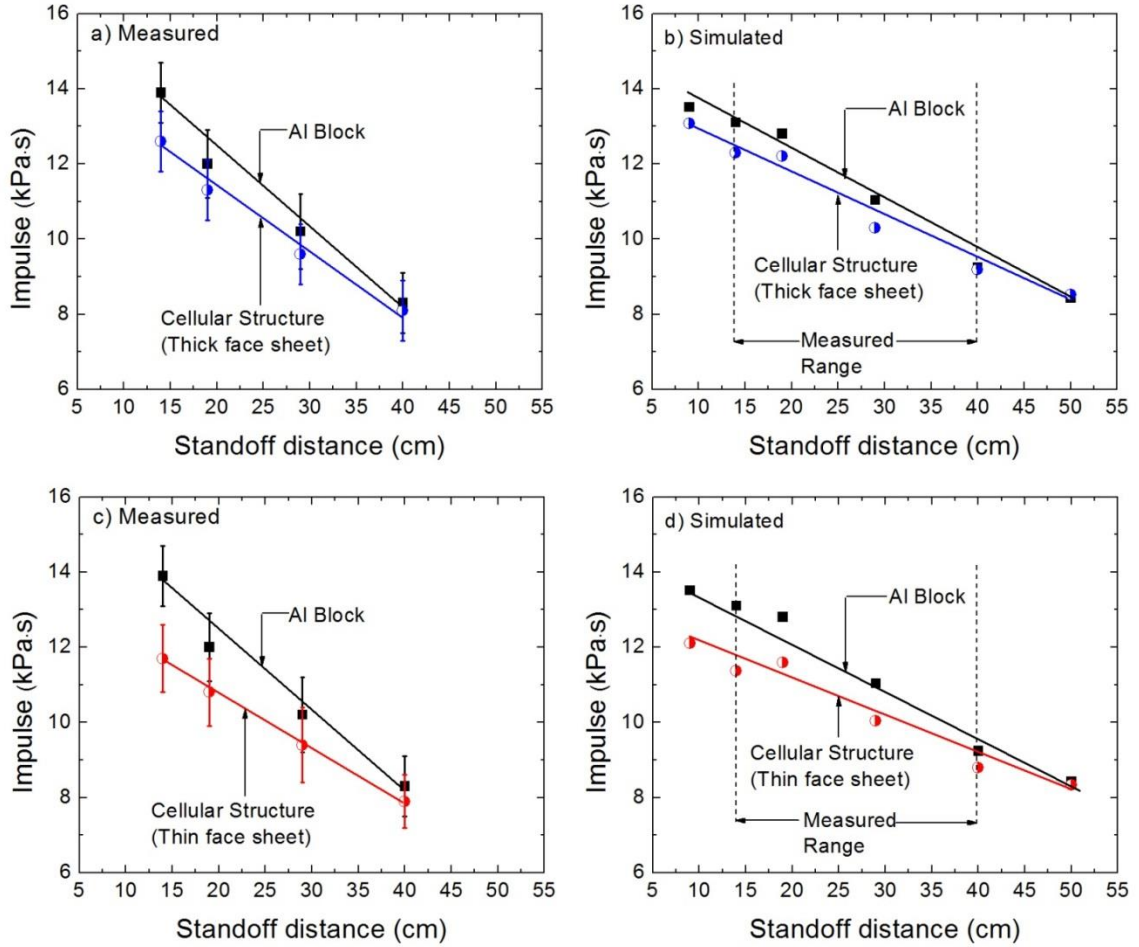 a) Measured
Al Block
Cellular Structure
(Thick face sheet)
Impulse (kPa·s)
16
14
12
10
8
6
5 10 15 20 25 30 35 40 45 50 55
Standoff distance (cm)
b) Simulated
Al Block
Cellular Structure
(Thick face sheet)
Measured
Range
Impulse (kPa·s)
16
14
12
10
8
6
5 10 15 20 25 30 35 40 45 50 55
Standoff distance (cm)
c) Measured
Al Block
Cellular Structure
(Thin face sheet)
Impulse (kPa·s)
16
14
12
10
8
6
5 10 15 20 25 30 35 40 45 50 55
Standoff distance (cm)
d) Simulated
Al Block
Cellular Structure
(Thin face sheet)
Measured
Range
Impulse (kPa·s)
16
14
12
10
8
6
5 10 15 20 25 30 35 40 45 50 55
Standoff distance (cm)